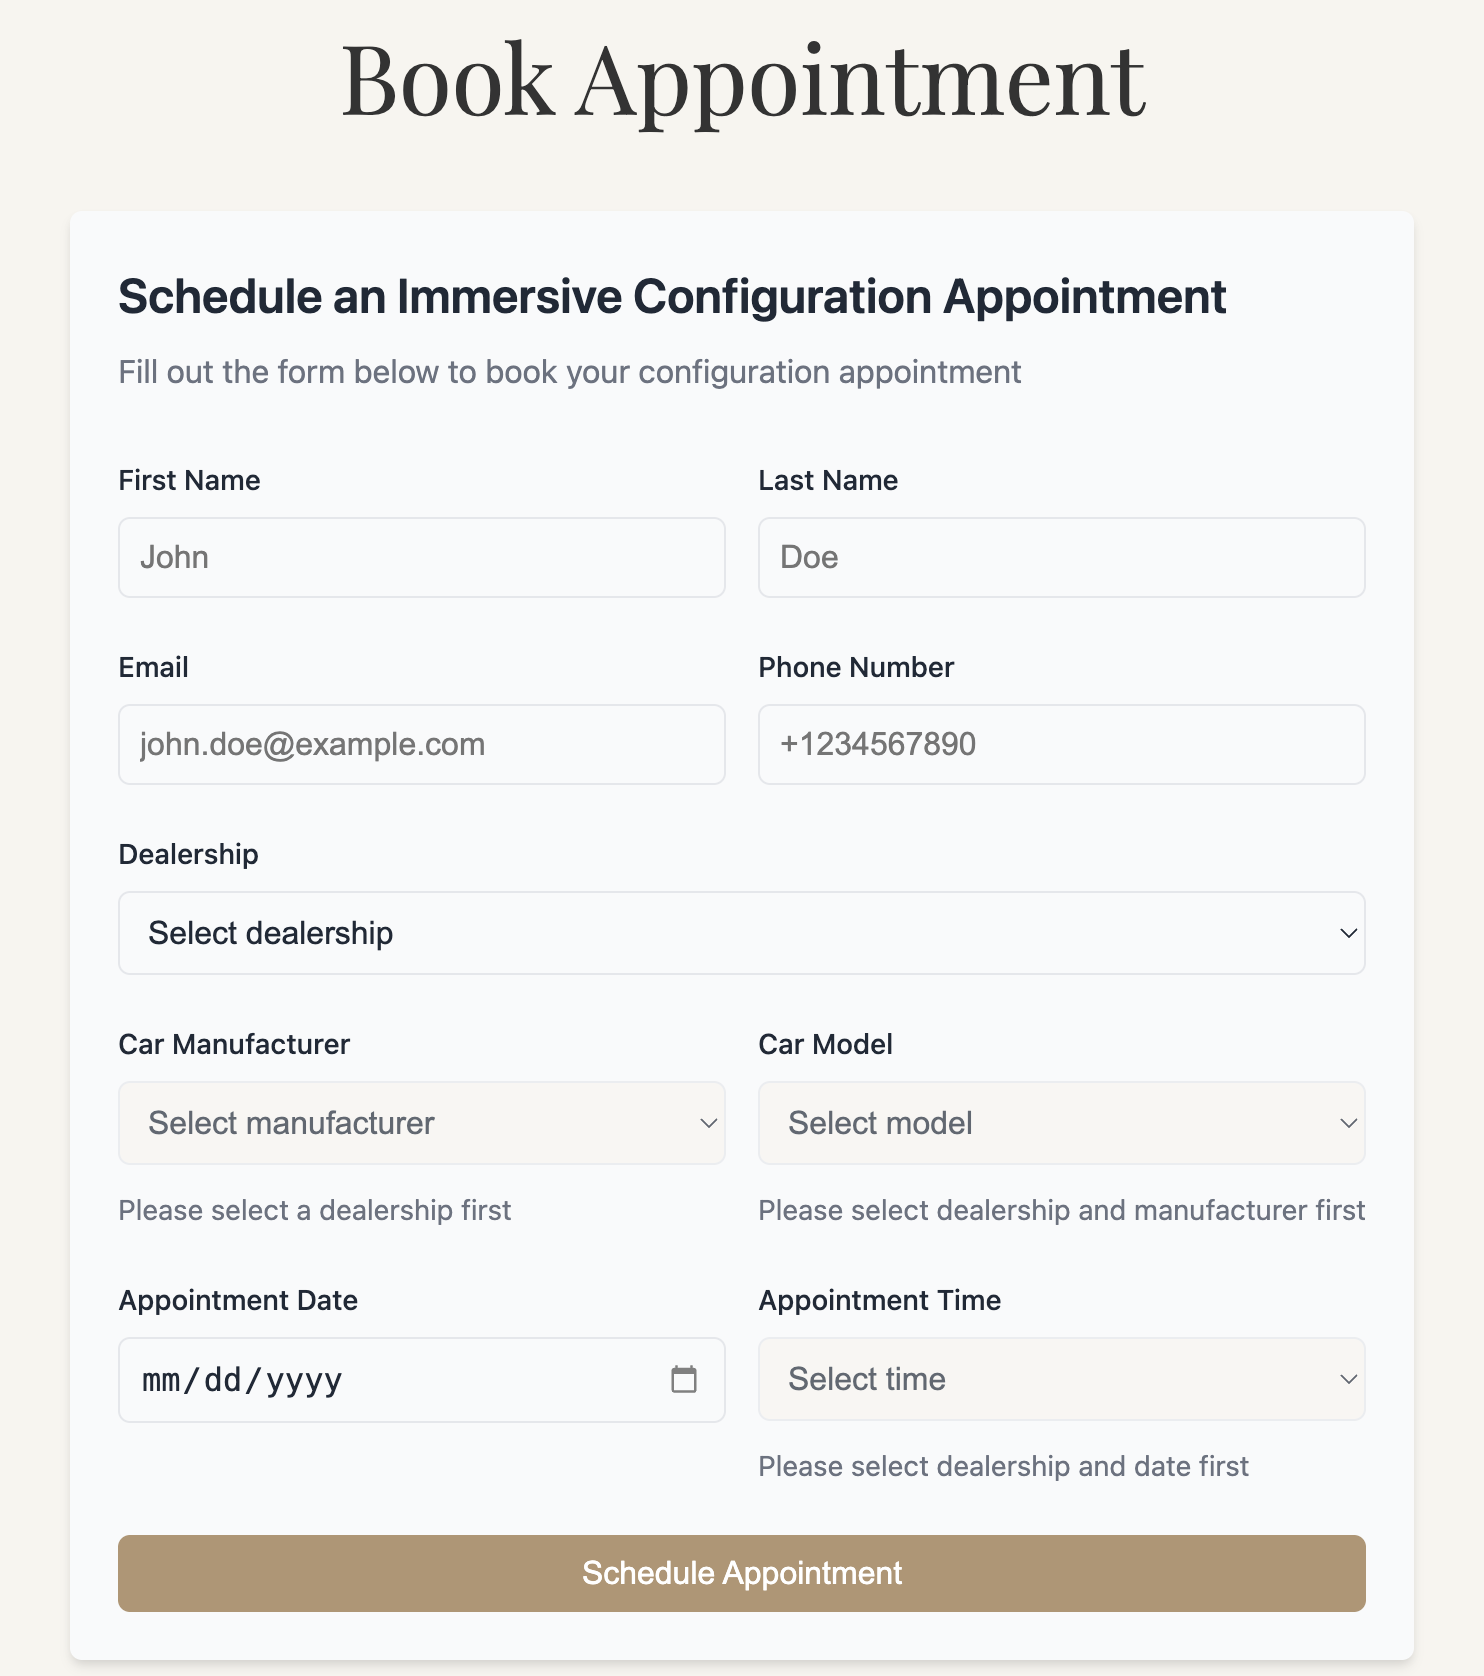 Book Appointment
Schedule an Immersive Configuration Appointment
Fill out the form below to book your configuration appointment
First Name
Last Name
John
Doe
Email
Phone Number
john.doe@example.com
+1234567890
Dealership
Select dealership
Car Manufacturer
Car Model
Select manufacturer
Select model
Please select a dealership first
Please select dealership and manufacturer first
Appointment Date
Appointment Time
mm/dd/yyyy
Select time
Please select dealership and date first
Schedule Appointment